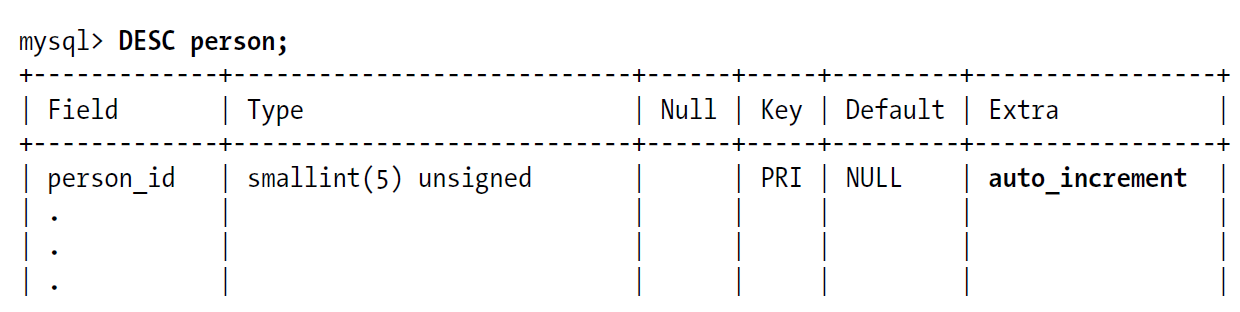 mysql> DESC person;
+-------------+----------------------------+------+-----+---------+-----------------+
| Field       | Type                       | Null | Key | Default | Extra           |
+-------------+----------------------------+------+-----+---------+-----------------+
| person_id   | smallint(5) unsigned       |      | PRI | NULL    | auto_increment  |
| .           |                            |      |     |         |                 |
| .           |                            |      |     |         |                 |
| .           |                            |      |     |         |                 |